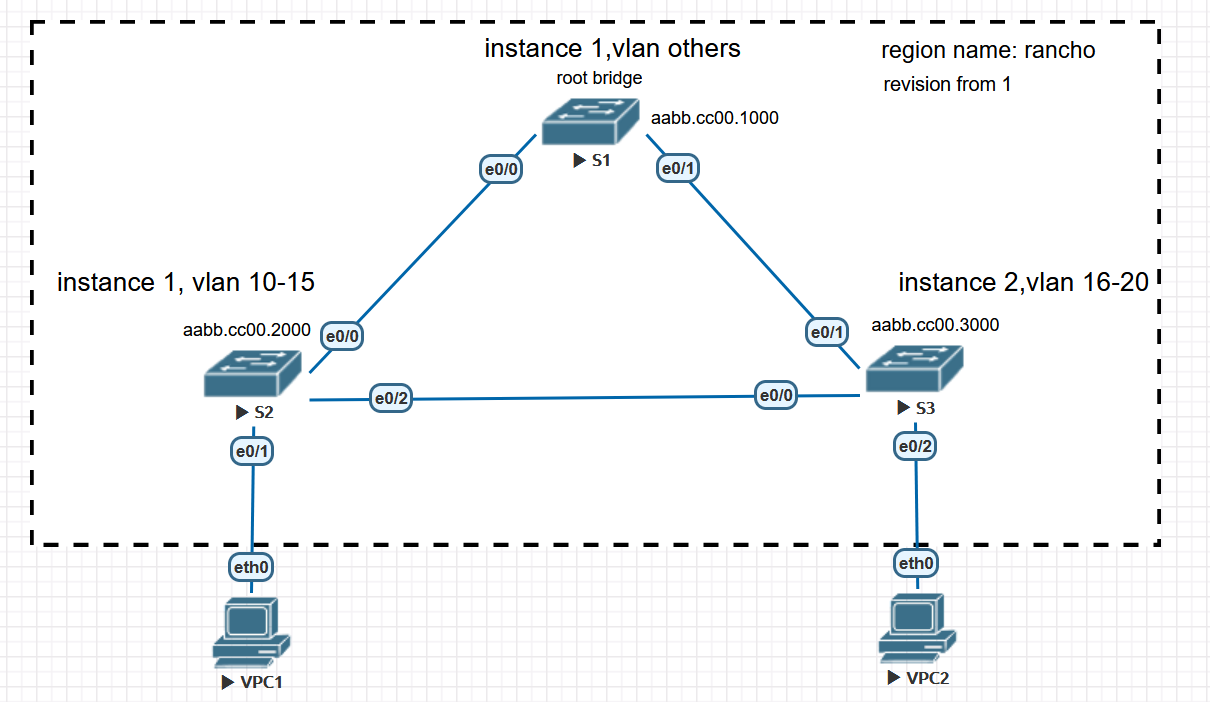 instance 1,vlan others
region name: rancho
root bridge
revision from 1
aabb.cc00.1000
S1
e0/0
e0/1
instance 1, vlan 10-15
instance 2,vlan 16-20
aabb.cc00.2000
e0/0
e0/1
aabb.cc00.3000
e0/2
e0/0
S2
S3
e0/1
e0/2
eth0
eth0
VPC1
VPC2